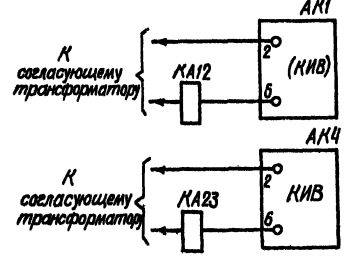 АК1
К
согласующему
трансформатору
КА12
2
(КИВ)
6
АК4
К
согласующему
трансформатору
КА23
2
КИВ
6